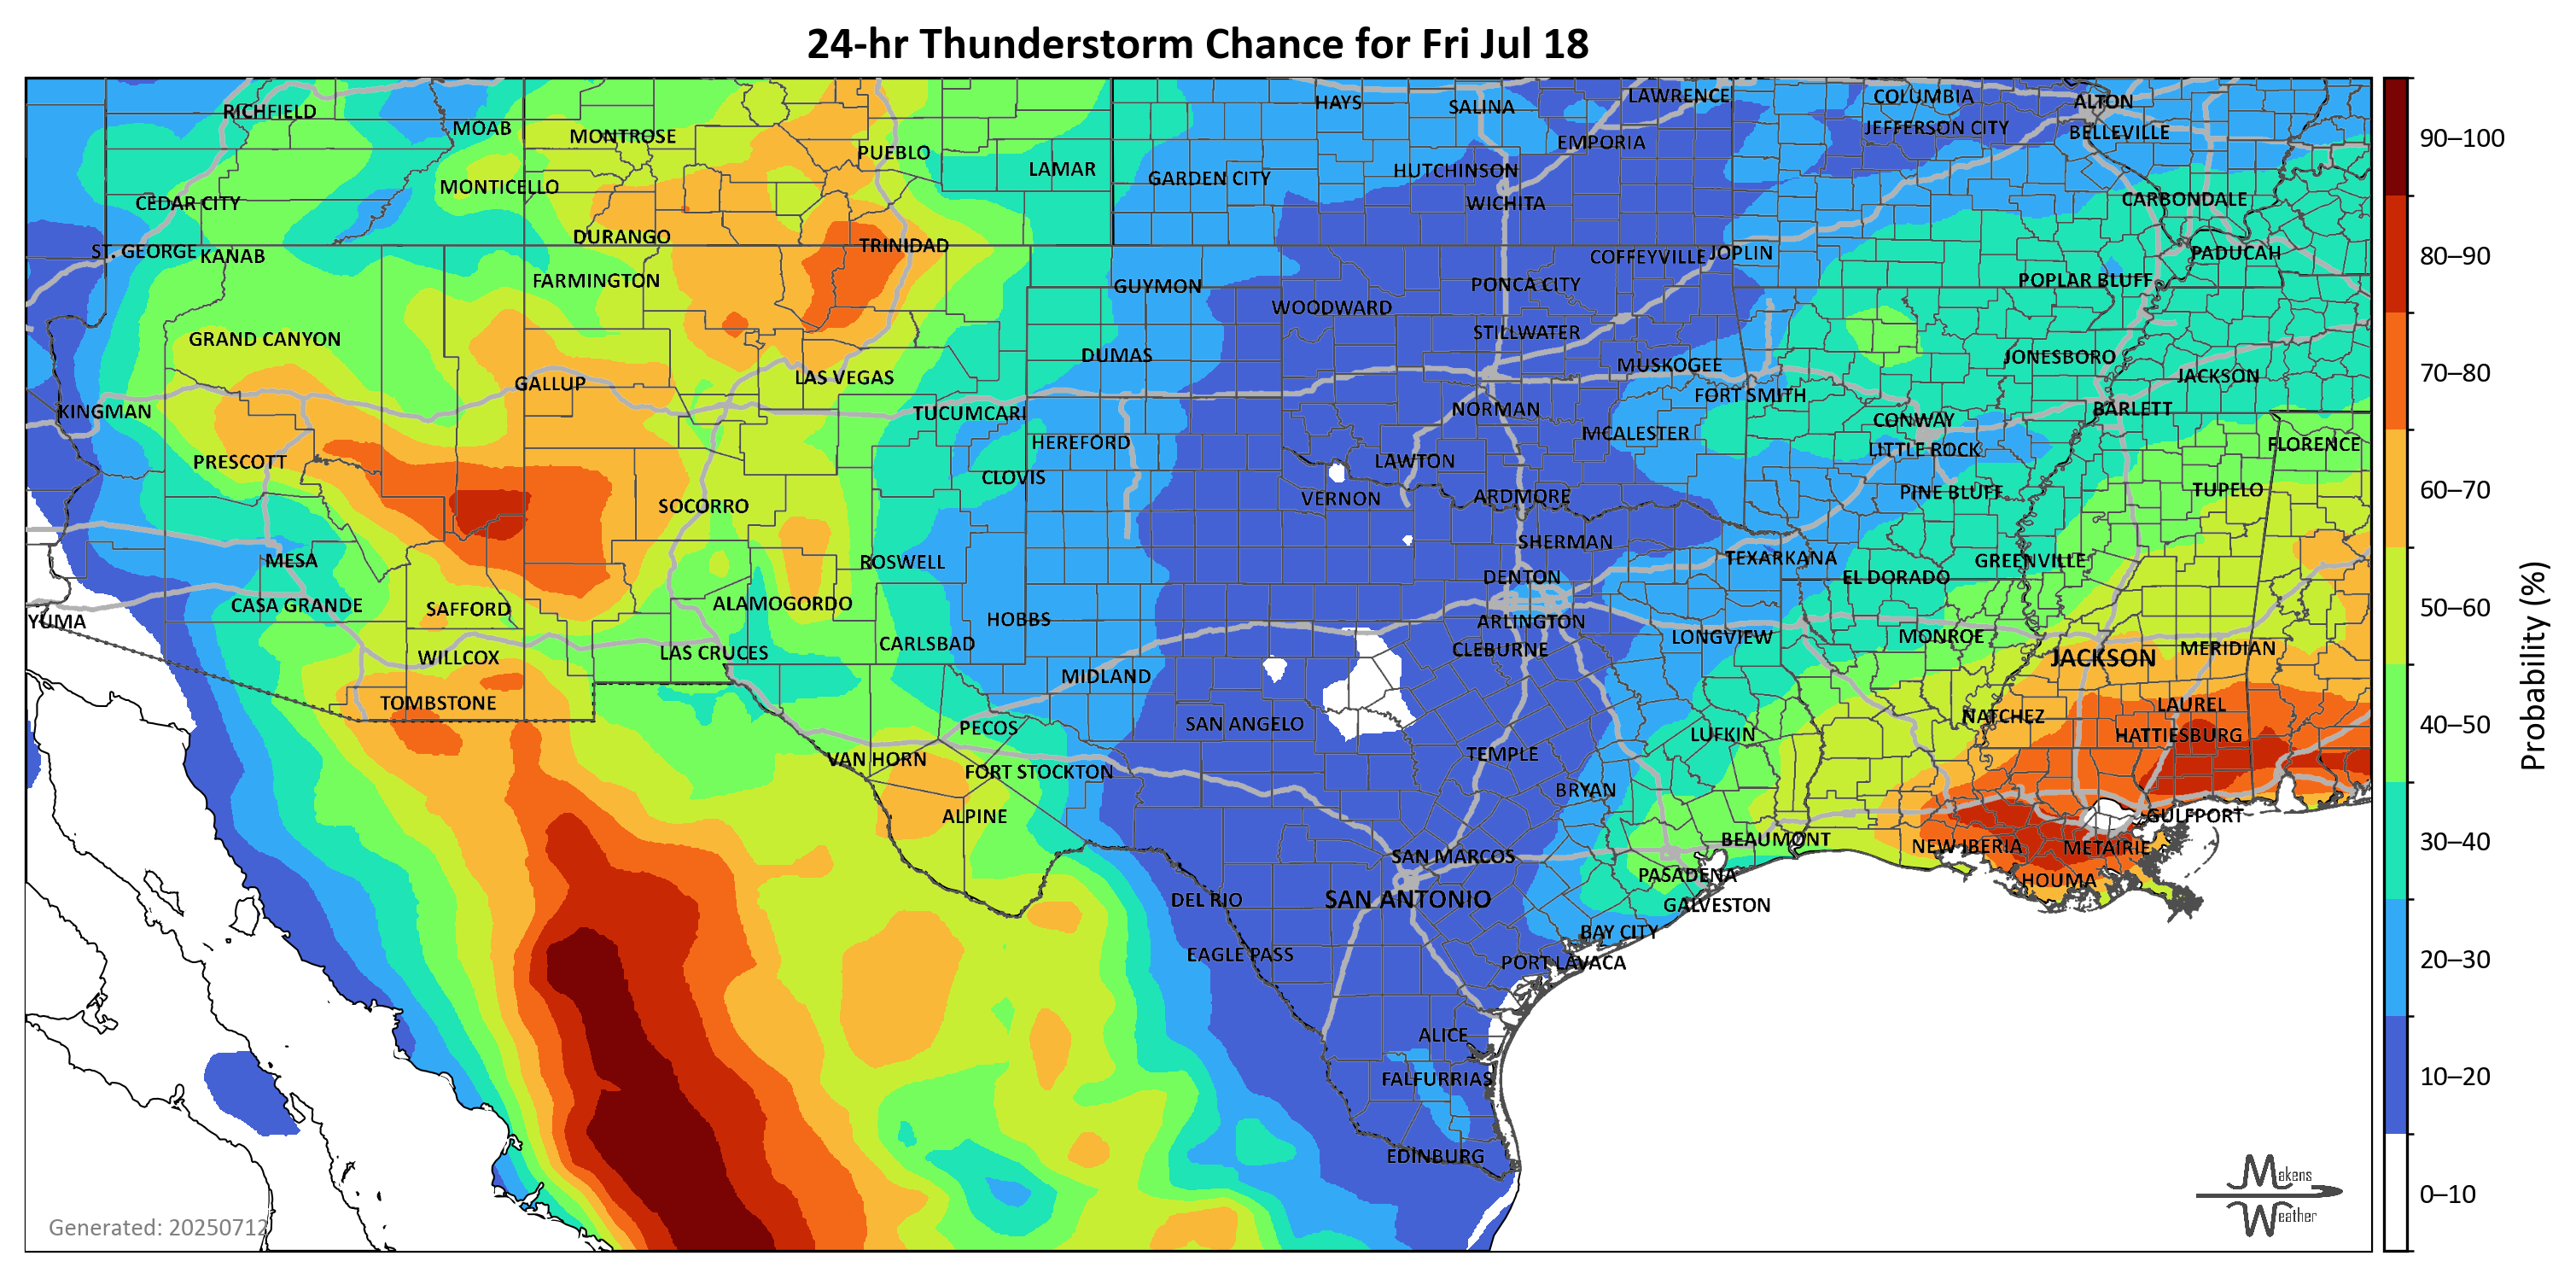 24-hr Thunderstorm Chance for Fri Jul 18
RICHFIELD
MOAB
MONTROSE
PUEBLO
LAMAR
HAYS
SALINA
LAWRENCE
COLUMBIA
ALTON
EMPORIA
JEFFERSON CITY
BELLEVILLE
MONTICELLO
GARDEN CITY
HUTCHINSON
CEDAR CITY
WICHITA
CARBONDALE
ST. GEORGE
KANAB
DURANGO
TRINIDAD
COFFEYVILLE
JOPLIN
PADUCAH
FARMINGTON
GUYMON
PONCA CITY
POPLAR BLUFF
WOODWARD
GRAND CANYON
STILLWATER
DUMAS
MUSKOGEE
JONESBORO
GALLUP
LAS VEGAS
JACKSON
KINGMAN
TUCUMCARI
NORMAN
FORT SMITH
BARLETT
CONWAY
HEREFORD
MCALESTER
LITTLE ROCK
FLORENCE
PRESCOTT
CLOVIS
LAWTON
VERNON
ARDMORE
PINE BLUFF
TUPELO
SOCORRO
SHERMAN
MESA
ROSWELL
TEXARKANA
GREENVILLE
DENTON
EL DORADO
CASA GRANDE
SAFFORD
ALAMOGORDO
YUMA
HOBBS
ARLINGTON
CARLSBAD
LONGVIEW
MONROE
WILLCOX
LAS CRUCES
CLEBURNE
JACKSON
MERIDIAN
MIDLAND
TOMBSTONE
LAUREL
PECOS
SAN ANGELO
NATCHEZ
LUFKIN
HATTIESBURG
VAN HORN
TEMPLE
FORT STOCKTON
BRYAN
ALPINE
GULFPORT
BEAUMONT
NEW IBERIA
METAIRIE
SAN MARCOS
PASADENA
HOUMA
DEL RIO
SAN ANTONIO
GALVESTON
BAY CITY
EAGLE PASS
PORT LAVACA
ALICE
FALFURRIAS
EDINBURG
Generated: 20250712
Makens
Weather
90–100
80–90
70–80
60–70
50–60
40–50
30–40
20–30
10–20
0–10
Probability (%)